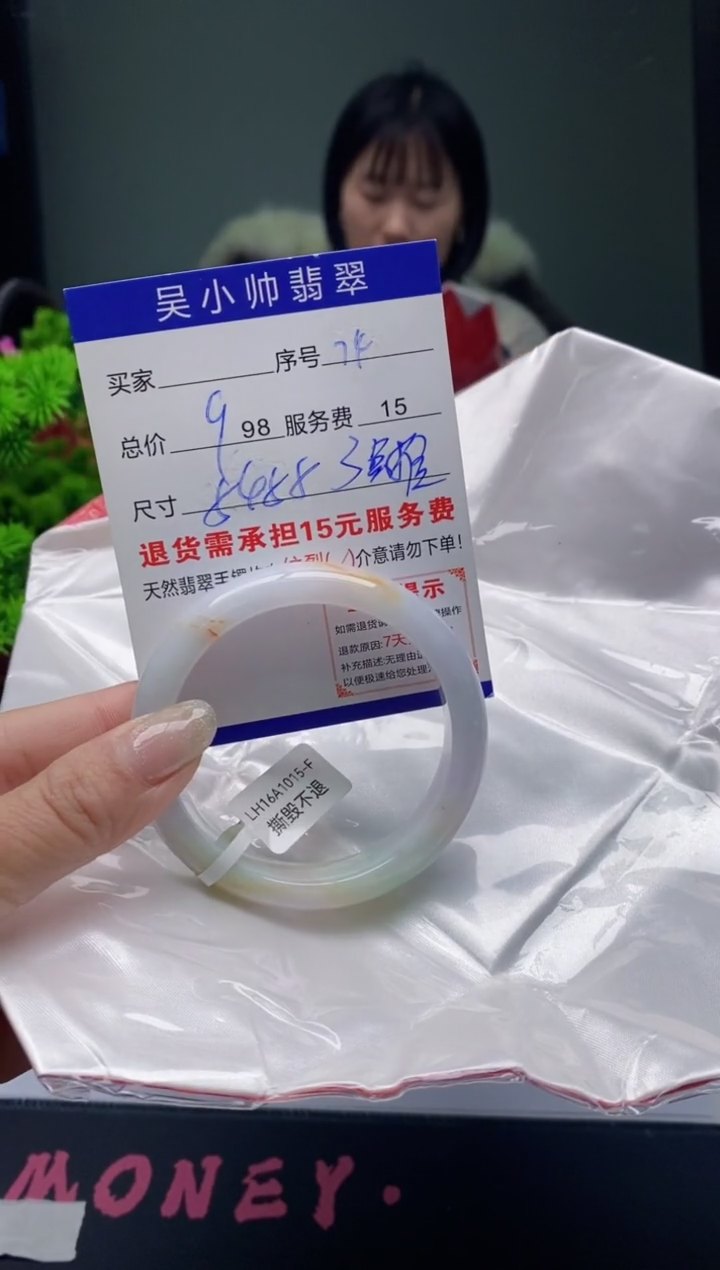 吴小帅翡翠
买家 序号
总价 9 98 服务费 15
尺寸
退货需承担15元服务费
天然翡翠手镯 介意请勿下单!
提示
如需退货 操作
退款原因:7天
补充描述:无理由
以便极速给您处理
LH16A1015-F
撕毁不退
MONEY.